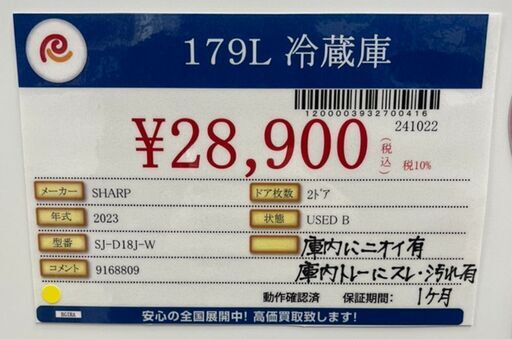 179L 冷蔵庫
1200003932700416
241022
¥28,900 (税込) 税10%
メーカー SHARP ドア枚数 2ドア
年式 2023 状態 USED B
型番 SJ-D18J-W 庫内にニオイ有
コメント 9168809 庫内トレーにスレ・汚れ有
動作確認済 保証期間: 1ヶ月
安心の全国展開中! 高価買取致します!